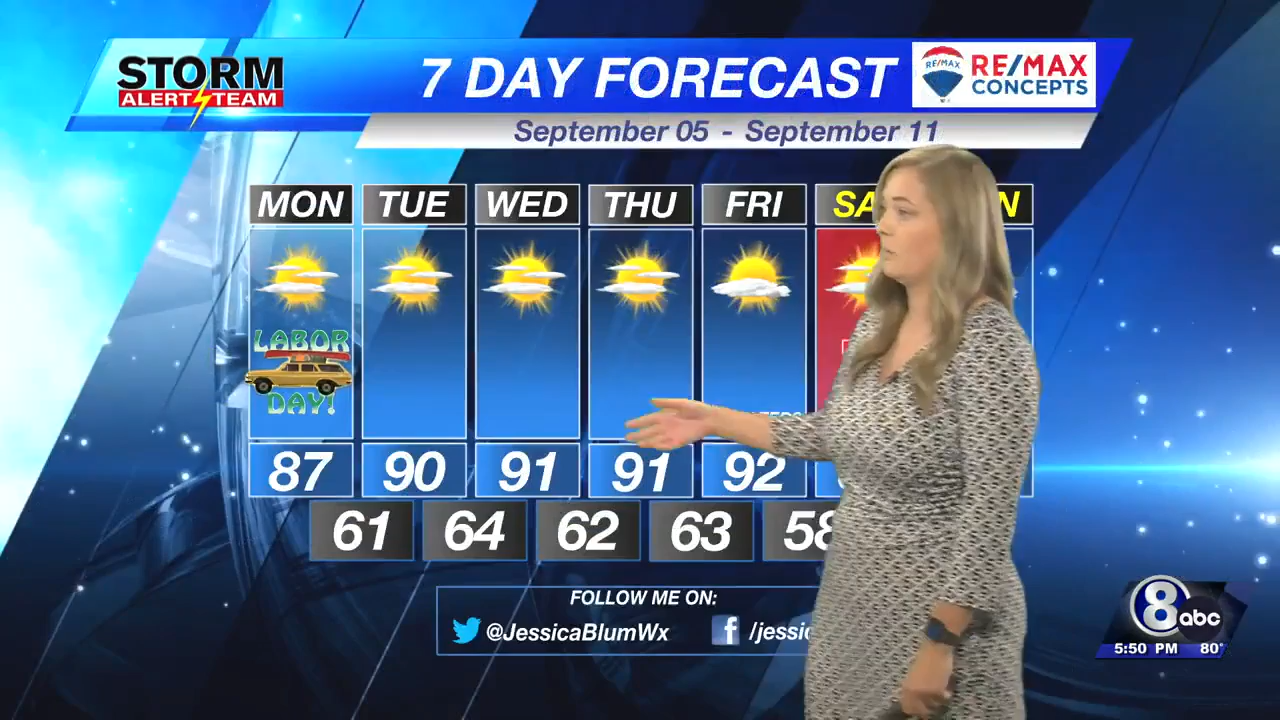 STORM
ALERT TEAM
7 DAY FORECAST
RE/MAX
RE/MAX
CONCEPTS
September 05 - September 11
MON TUE WED THU FRI
LABOR
DAY!
87 90 91 91 92
61 64 62 63 58
FOLLOW ME ON:
@JessicaBlumWx f
8 abc
5:50 PM 80°